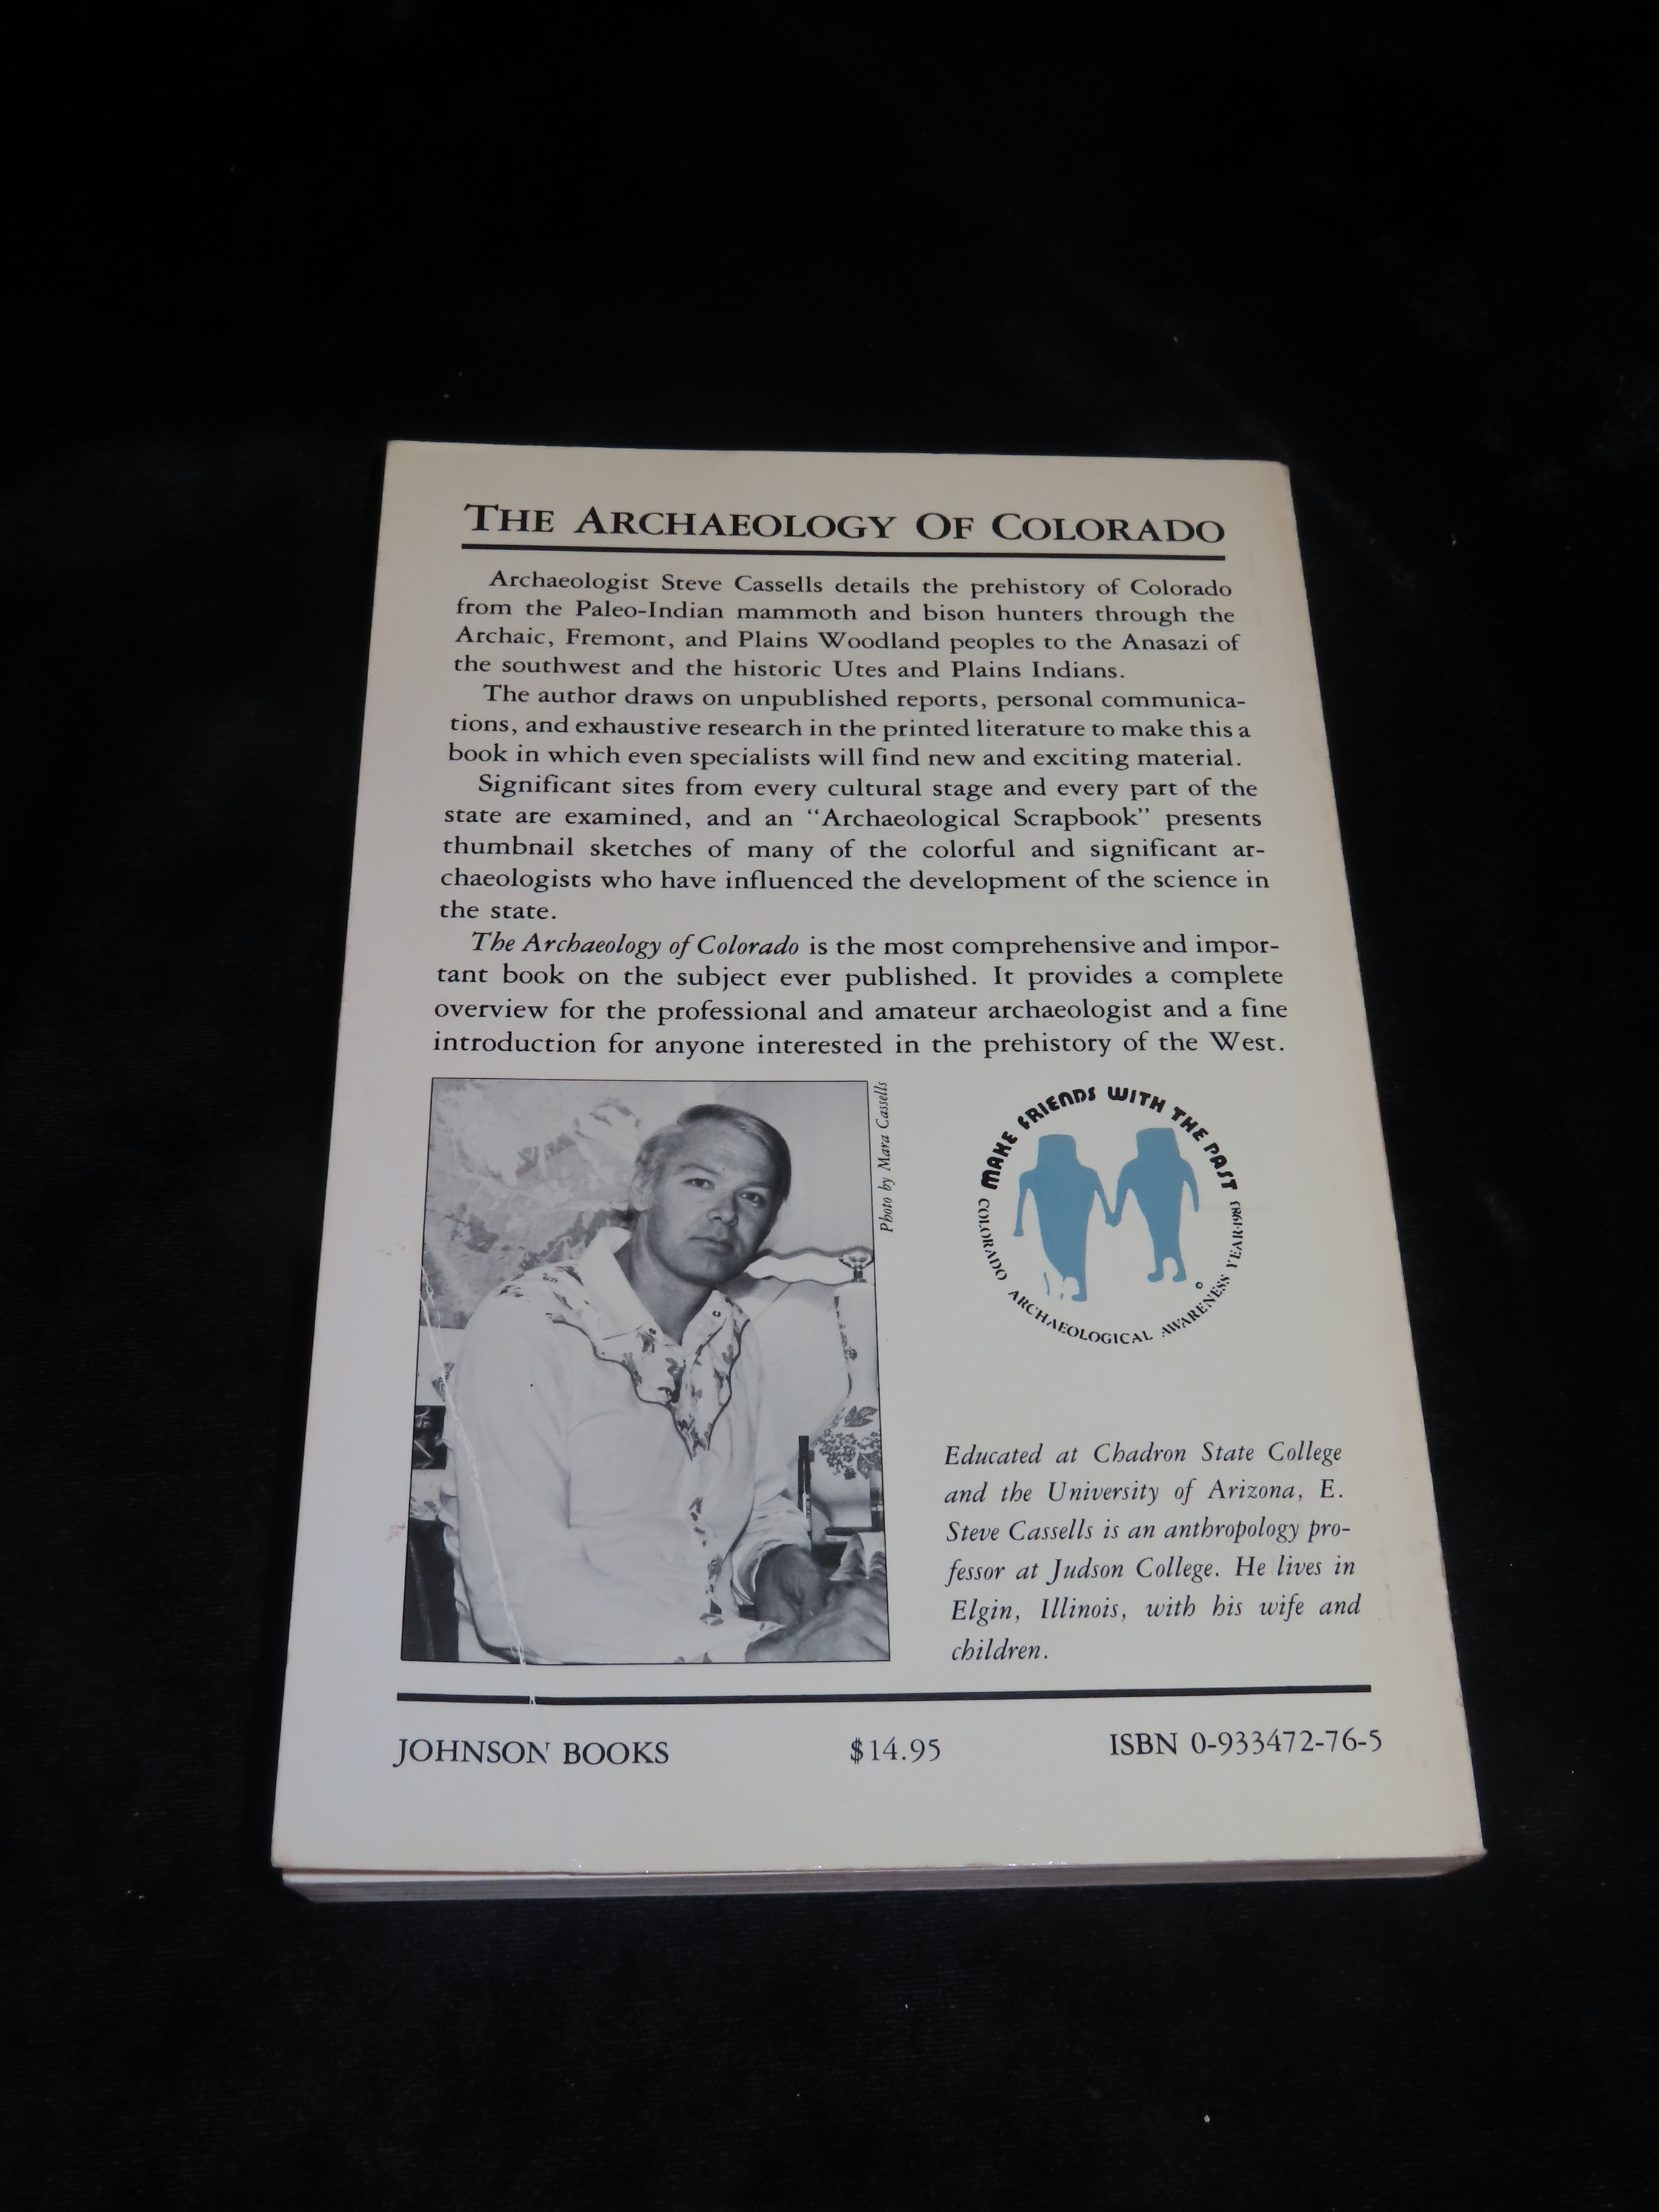 THE ARCHAEOLOGY OF COLORADO
Archaeologist Steve Cassells details the prehistory of Colorado
from the Paleo-Indian mammoth and bison hunters through the
Archaic, Fremont, and Plains Woodland peoples to the Anasazi of
the southwest and the historic Utes and Plains Indians.
The author draws on unpublished reports, personal communica-
tions, and exhaustive research in the printed literature to make this a
book in which even specialists will find new and exciting material.
Significant sites from every cultural stage and every part of the
state are examined, and an “Archaeological Scrapbook” presents
thumbnail sketches of many of the colorful and significant ar-
chaeologists who have influenced the development of the science in
the state.
The Archaeology of Colorado is the most comprehensive and impor-
tant book on the subject ever published. It provides a complete
overview for the professional and amateur archaeologist and a fine
introduction for anyone interested in the prehistory of the West.
Photo by Mara Cassells
MAKE FRIENDS WITH THE PAST
COLORADO ARCHAEOLOGICAL AWARENESS YEAR-1983
©
Educated at Chadron State College
and the University of Arizona, E.
Steve Cassells is an anthropology pro-
fessor at Judson College. He lives in
Elgin, Illinois, with his wife and
children.
JOHNSON BOOKS
$14.95
ISBN 0-933472-76-5